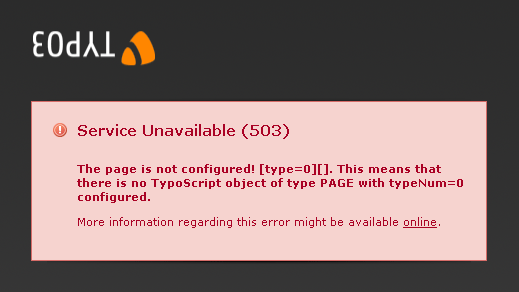 TYPO3
Service Unavailable (503)
The page is not configured! [type=0][]. This means that
there is no TypoScript object of type PAGE with typeNum=0
configured.
More information regarding this error might be available online.